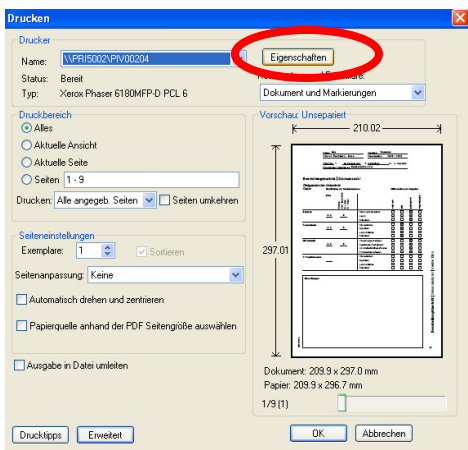 Drucken
Drucker
Name: \\PRI5002\PIV00204
Eigenschaften
Status: Bereit
Typ: Xerox Phaser 6180MFP-D PCL 6
Dokument und Markierungen
Druckbereich
Alles
Aktuelle Ansicht
Aktuelle Seite
Seiten 1 - 9
Drucken: Alle angegeb. Seiten Seiten umkehren
Seiteneinstellungen
Exemplare: 1 Sortieren
Seitenanpassung: Keine
Automatisch drehen und zentrieren
Papierquelle anhand der PDF Seitengröße auswählen
Ausgabe in Datei umleiten
Vorschau: Unsepariert
210.02
297.01
Dokument: 209.9 x 297.0 mm
Papier: 209.9 x 296.7 mm
1/9 (1)
Drucktipps Erweitert OK Abbrechen